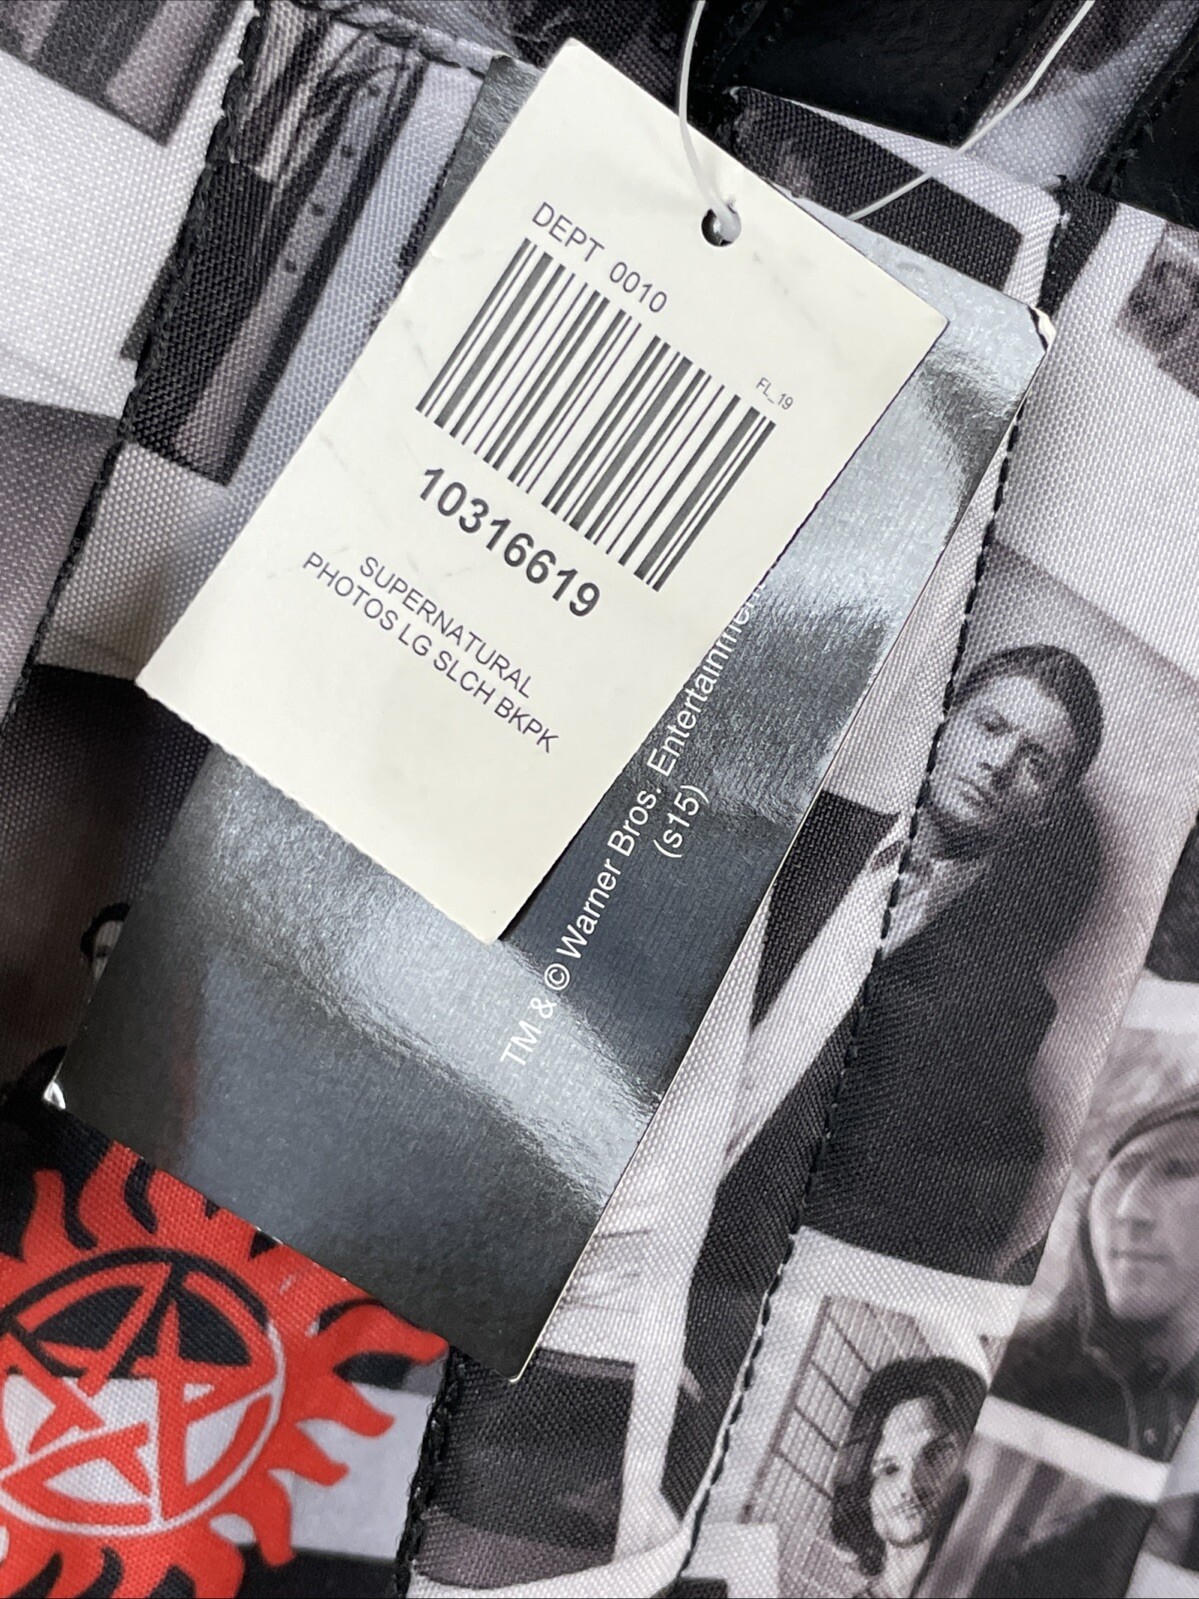 DEPT 0010
FL_19
10316619
SUPERNATURAL
PHOTOS LG SLCH BKPK
TM & © Warner Bros. Entertainment
(s15)